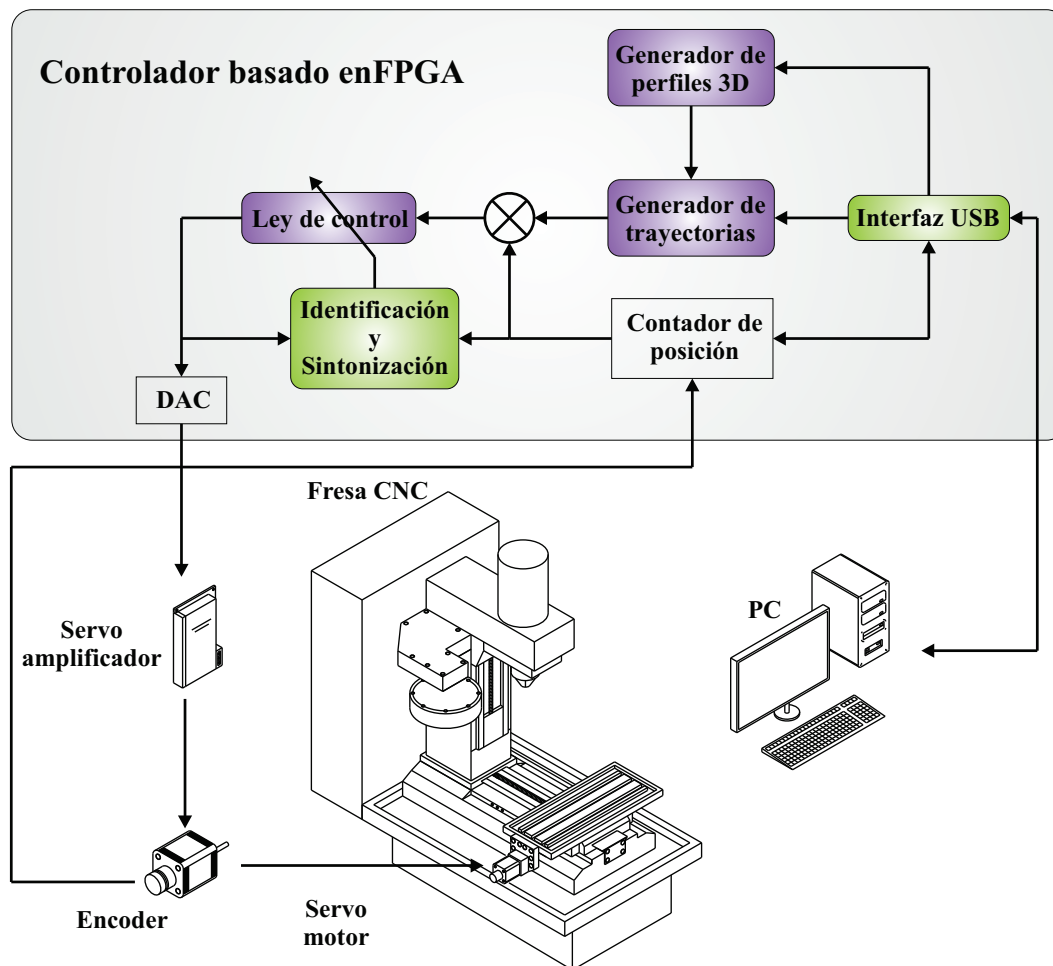 Controlador basado enFPGA
Generador de
perfiles 3D
Ley de control
Generador de
trayectorias
Interfaz USB
Identificación
y
Sintonización
Contador de
posición
DAC
Fresa CNC
Servo
amplificador
PC
Encoder
Servo
motor